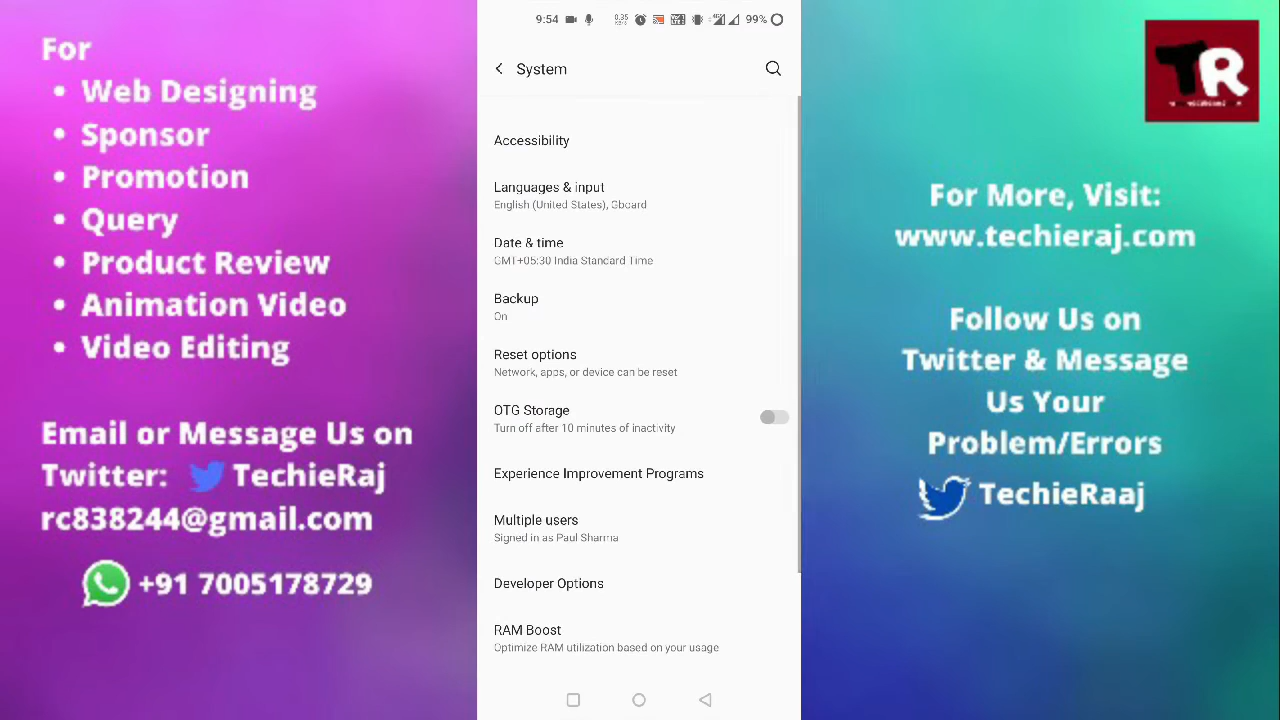 For
• Web Designing
• Sponsor
• Promotion
• Query
• Product Review
• Animation Video
• Video Editing
Email or Message Us on
Twitter: TechieRaj
rc838244@gmail.com
+91 7005178729
9:54
0.35
99%
System
Accessibility
Languages & input
English (United States), Gboard
Date & time
GMT+05:30 India Standard Time
Backup
On
Reset options
Network, apps, or device can be reset
OTG Storage
Turn off after 10 minutes of inactivity
Experience Improvement Programs
Multiple users
Signed in as Paul Sharma
Developer Options
RAM Boost
Optimize RAM utilization based on your usage
TR
For More, Visit:
www.techieraj.com
Follow Us on
Twitter & Message
Us Your
Problem/Errors
TechieRaaj